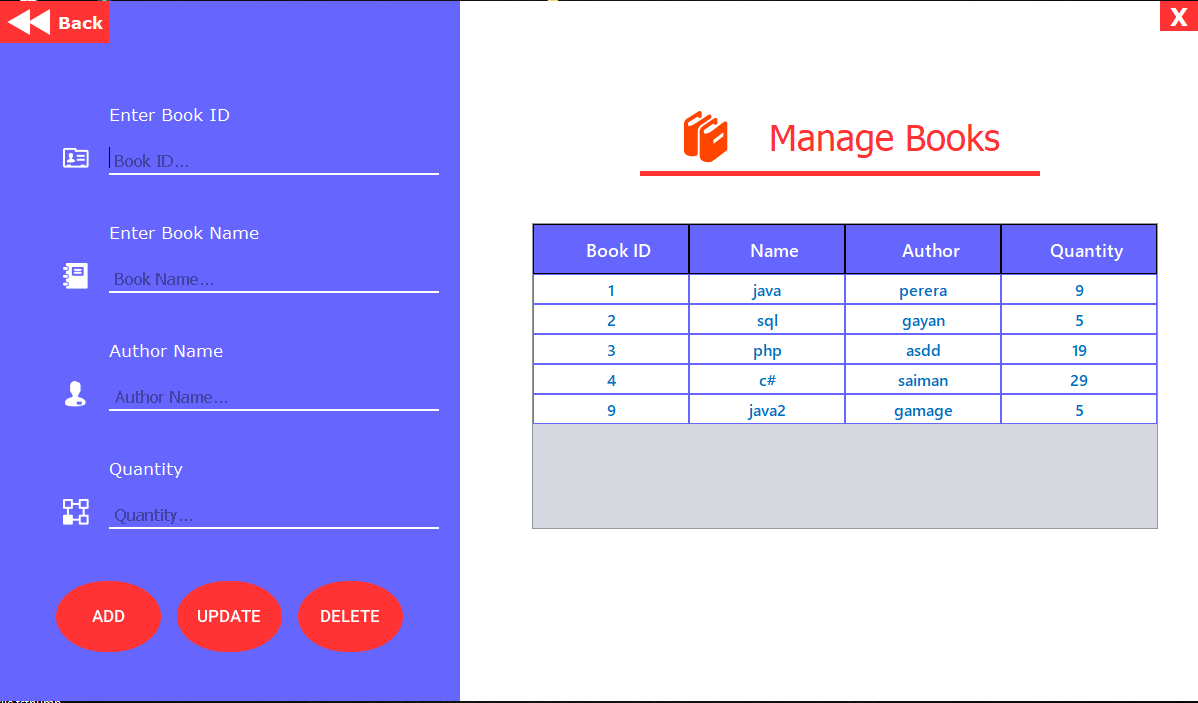 Back
X
Enter Book ID
Book ID...
Enter Book Name
Book Name...
Author Name
Author Name...
Quantity
Quantity...
ADD UPDATE DELETE
Manage Books
Book ID Name Author Quantity
1 java perera 9
2 sql gayan 5
3 php asdd 19
4 c# saiman 29
9 java2 gamage 5